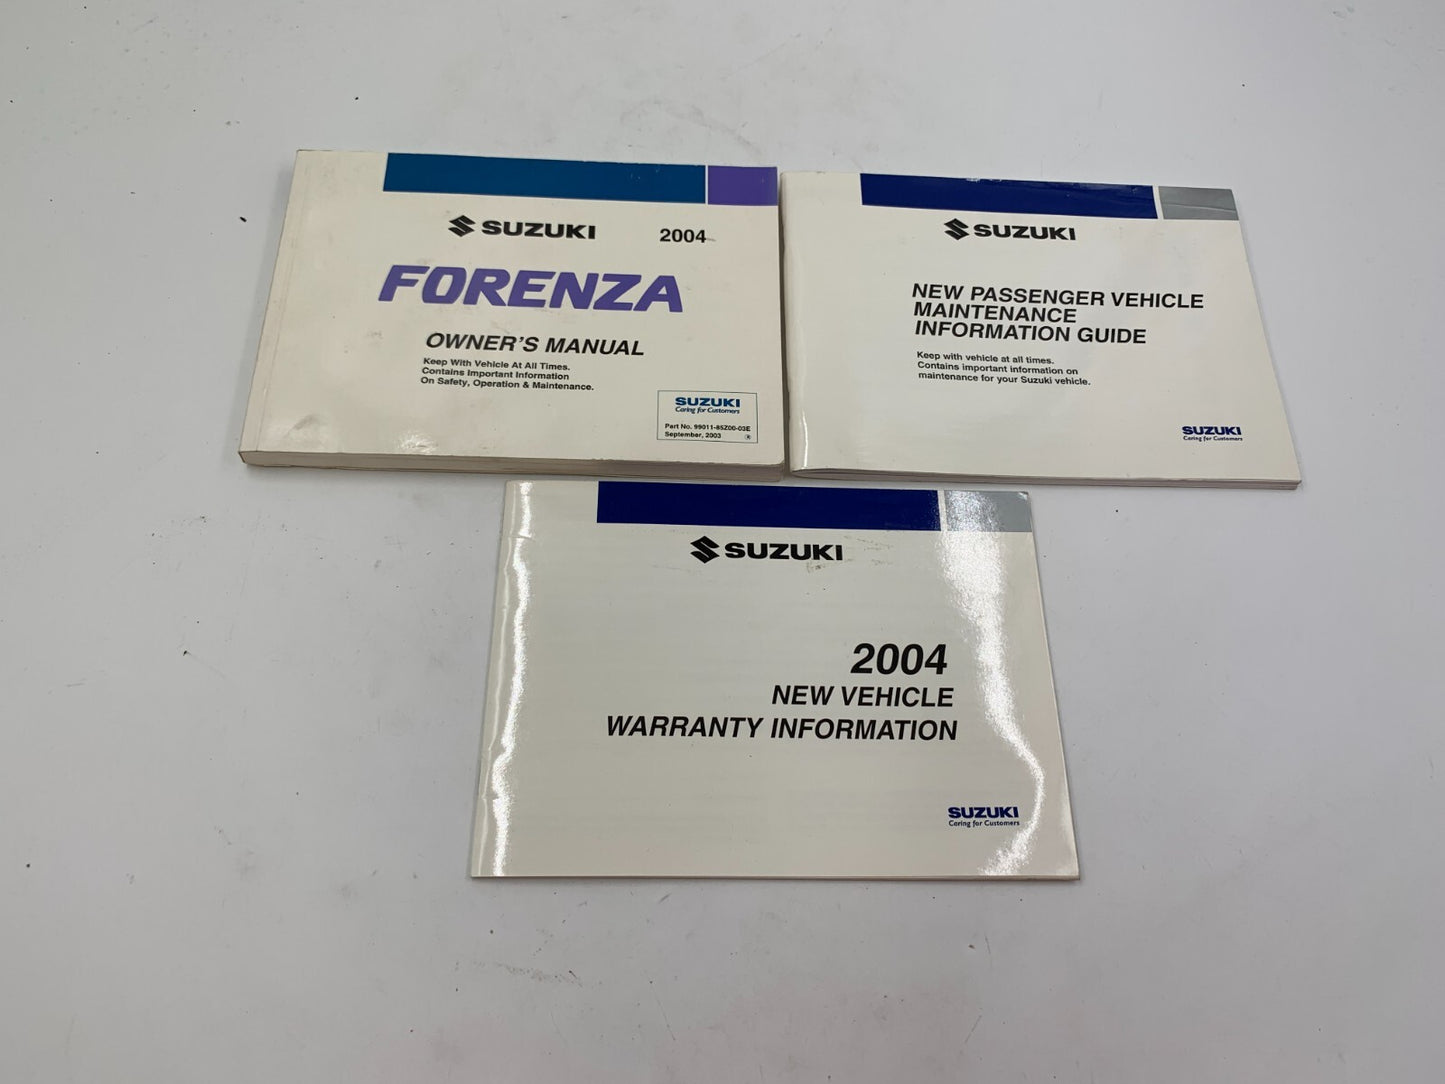 SUZUKI 2004
FORENZA
OWNER'S MANUAL
Keep With Vehicle At All Times.
Contains Important Information
On Safety, Operation & Maintenance.
SUZUKI
Caring for Customers
Part No. 99011-85Z00-03E
September, 2003
SUZUKI
NEW PASSENGER VEHICLE
MAINTENANCE
INFORMATION GUIDE
Keep with vehicle at all times.
Contains important information on
maintenance for your Suzuki vehicle.
SUZUKI
Caring for Customers
SUZUKI
2004
NEW VEHICLE
WARRANTY INFORMATION
SUZUKI
Caring for Customers